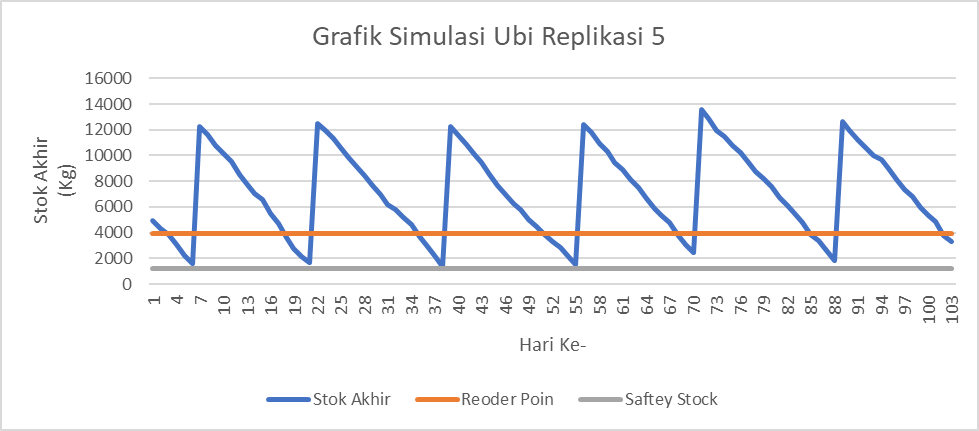 Grafik Simulasi Ubi Replikasi 5
16000
14000
12000
10000
8000
6000
4000
2000
0
Stok Akhir
(Kg)
1 4 7 10 13 16 19 22 25 28 31 34 37 40 43 46 49 52 55 58 61 64 67 70 73 76 79 82 85 88 91 94 97 100 103
Hari Ke-
Stok Akhir Reoder Poin Saftey Stock